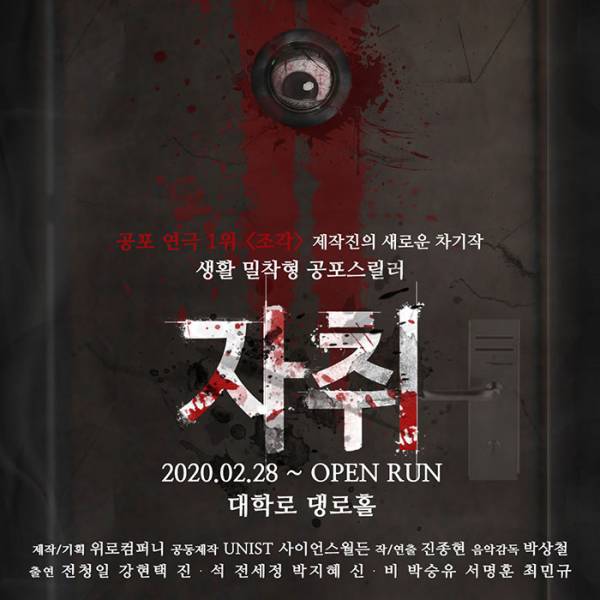 공포 연극 1위 <조각> 제작진의 새로운 차기작
생활 밀착형 공포스릴러
자취
2020.02.28 ~ OPEN RUN
대학로 댕로홀
제작/기획 위로컴퍼니 공동제작 UNIST 사이언스월든 작/연출 진종현 음악감독 박상철
출연 전청일 강현택 진·석 전세정 박지혜 신·비 박승유 서명훈 최민규